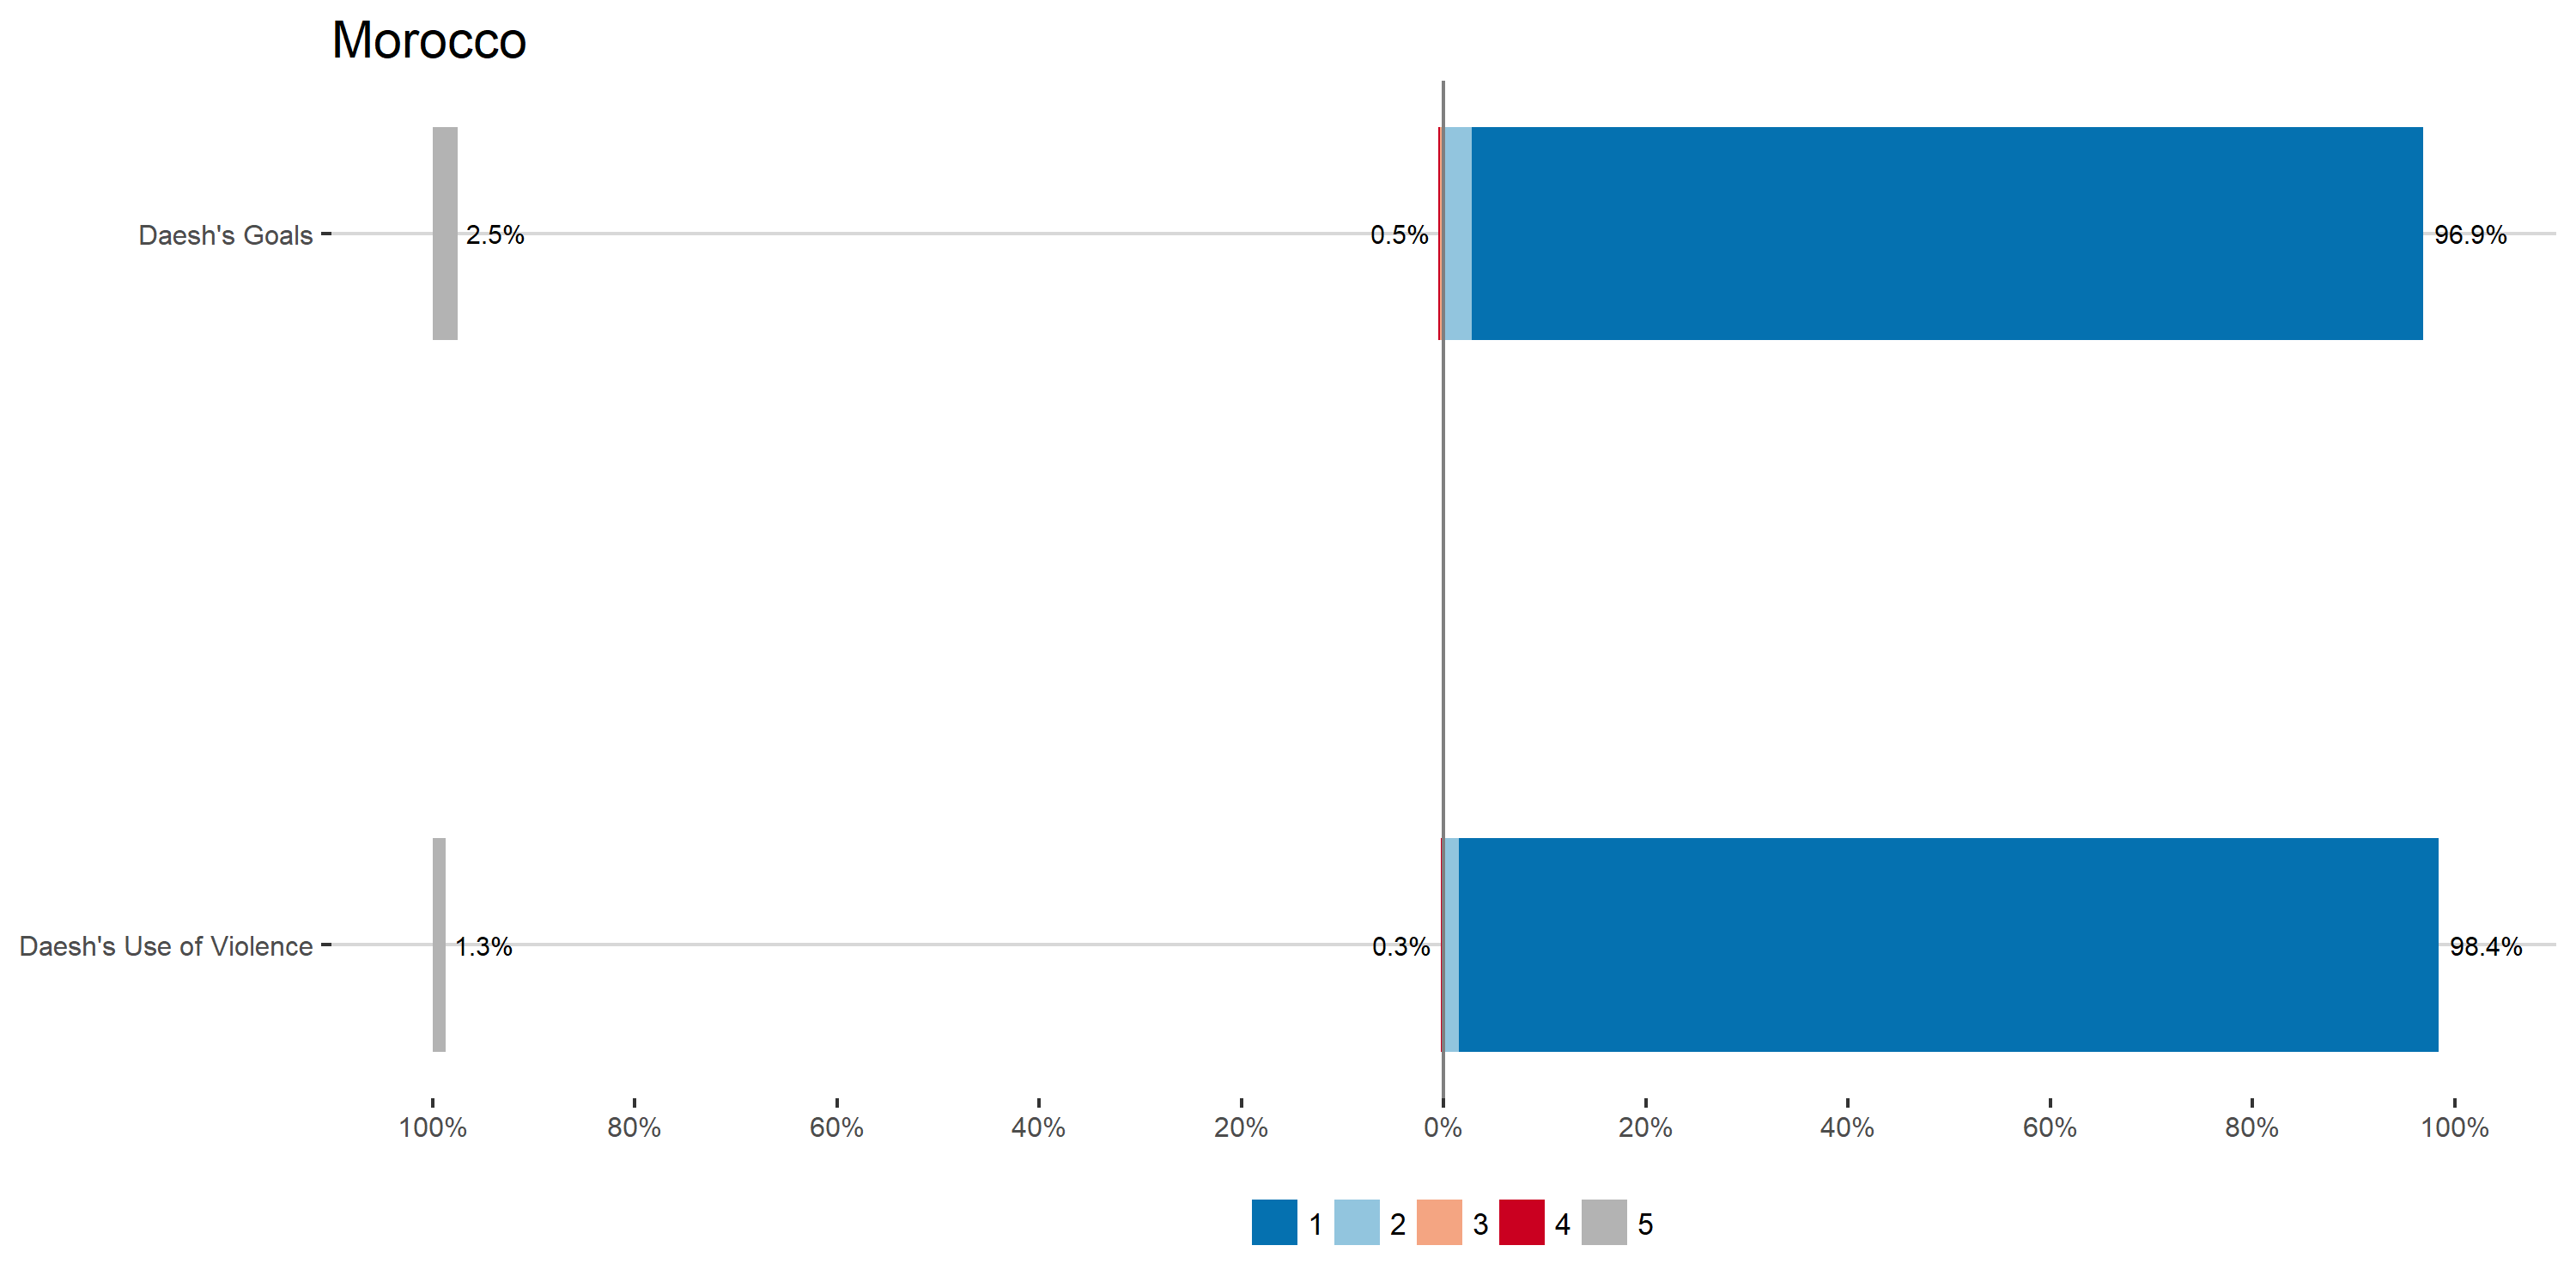 Morocco
Daesh's Goals 2.5% 0.5% 96.9%
Daesh's Use of Violence 1.3% 0.3% 98.4%
100% 80% 60% 40% 20% 0% 20% 40% 60% 80% 100%
1 2 3 4 5